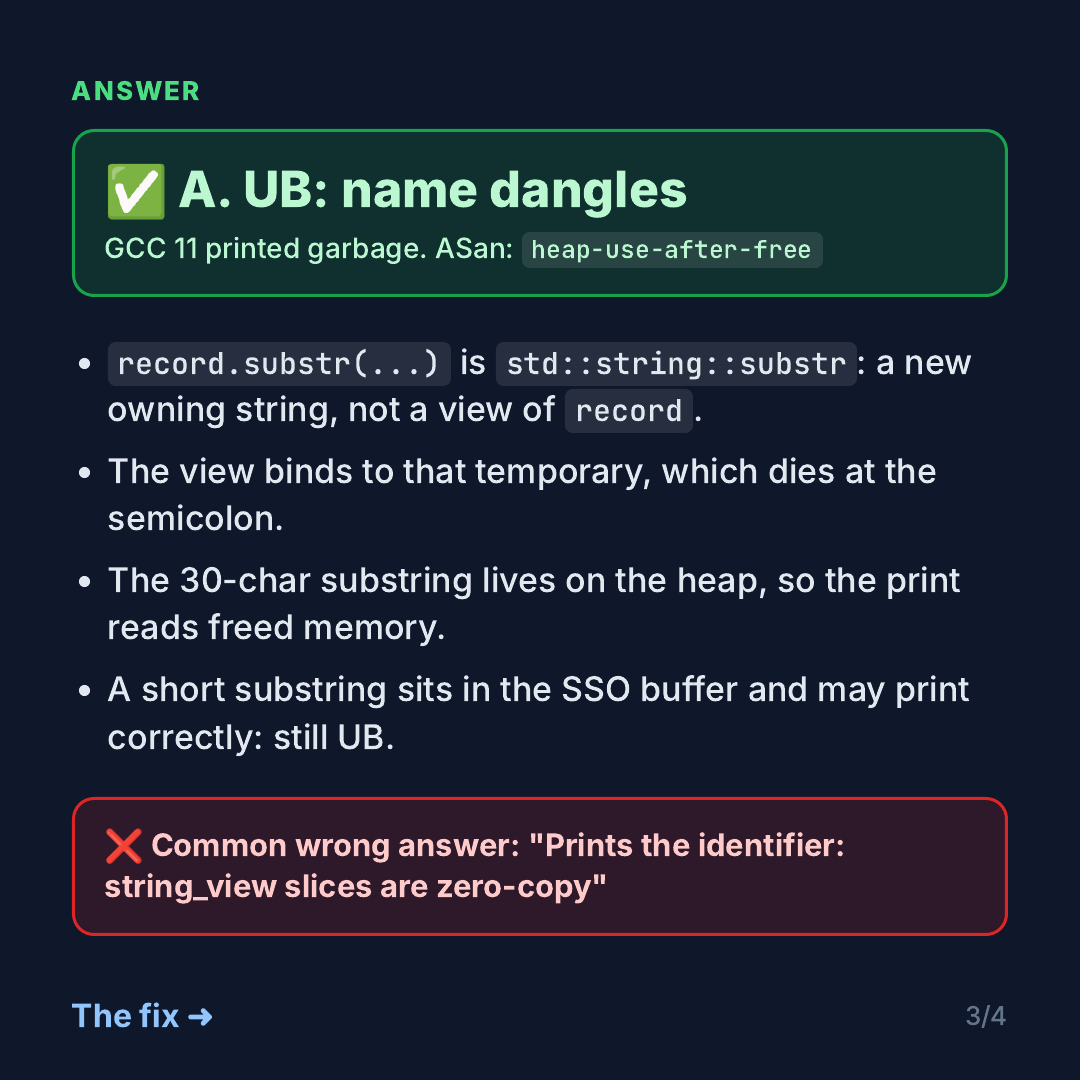 ANSWER
✅ A. UB: name dangles
GCC 11 printed garbage. ASan: heap-use-after-free
• record.substr(...) is std::string::substr: a new
owning string, not a view of record.
• The view binds to that temporary, which dies at the
semicolon.
• The 30-char substring lives on the heap, so the print
reads freed memory.
• A short substring sits in the SSO buffer and may print
correctly: still UB.
❌ Common wrong answer: "Prints the identifier:
string_view slices are zero-copy"
The fix ➜
3/4